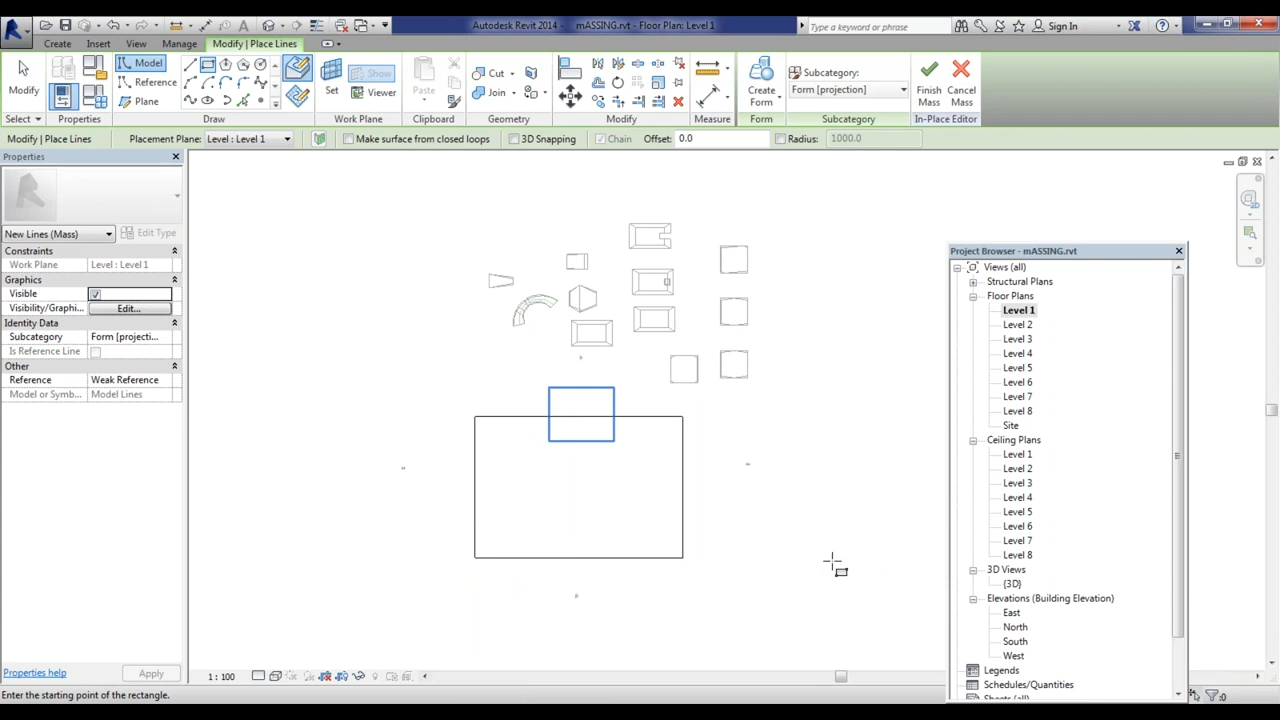 Autodesk Revit 2014 - mASSING.rvt - Floor Plan: Level 1
Type a keyword or phrase
Sign In
Create Insert View Manage Modify | Place Lines
Modify
Model
Reference
Plane
Set
Show
Viewer
Paste
Cut
Join
Create
Form
Subcategory:
Form [projection]
Finish
Mass
Cancel
Mass
Select Properties Draw Work Plane Clipboard Geometry Modify Measure Form Subcategory In-Place Editor
Modify | Place Lines
Placement Plane: Level : Level 1
Make surface from closed loops
3D Snapping
Chain
Offset: 0.0
Radius: 1000.0
Properties
New Lines (Mass)
Edit Type
Constraints
Work Plane Level : Level 1
Graphics
Visible
Visibility/Graphi... Edit...
Identity Data
Subcategory Form [projecti...
Is Reference Line
Other
Reference Weak Reference
Model or Symb... Model Lines
Properties help
Apply
Project Browser - mASSING.rvt
Views (all)
Structural Plans
Floor Plans
Level 1
Level 2
Level 3
Level 4
Level 5
Level 6
Level 7
Level 8
Site
Ceiling Plans
Level 1
Level 2
Level 3
Level 4
Level 5
Level 6
Level 7
Level 8
3D Views
{3D}
Elevations (Building Elevation)
East
North
South
West
Legends
Schedules/Quantities
Sheets (all)
1 : 100
Enter the starting point of the rectangle.
:0